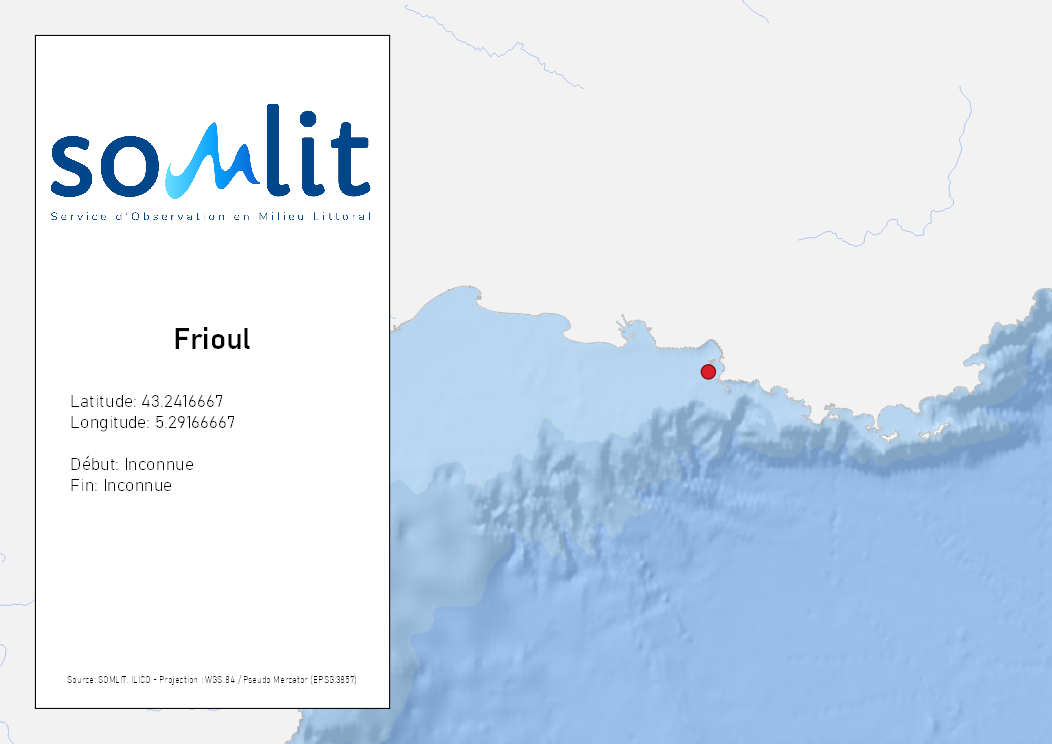 somlit
Service d'Observation en Milieu Littoral
Frioul
Latitude: 43.2416667
Longitude: 5.29166667
Début: Inconnue
Fin: Inconnue
Source: SOMLIT, ILICO - Projection : WGS 84 / Pseudo Mercator (EPSG:3857)